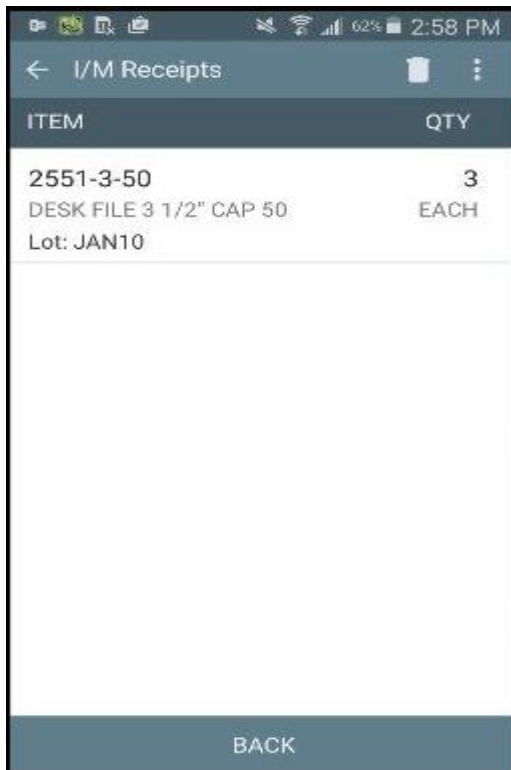 62% 2:58 PM
I/M Receipts
ITEM QTY
2551-3-50 3
DESK FILE 3 1/2" CAP 50 EACH
Lot: JAN10
BACK